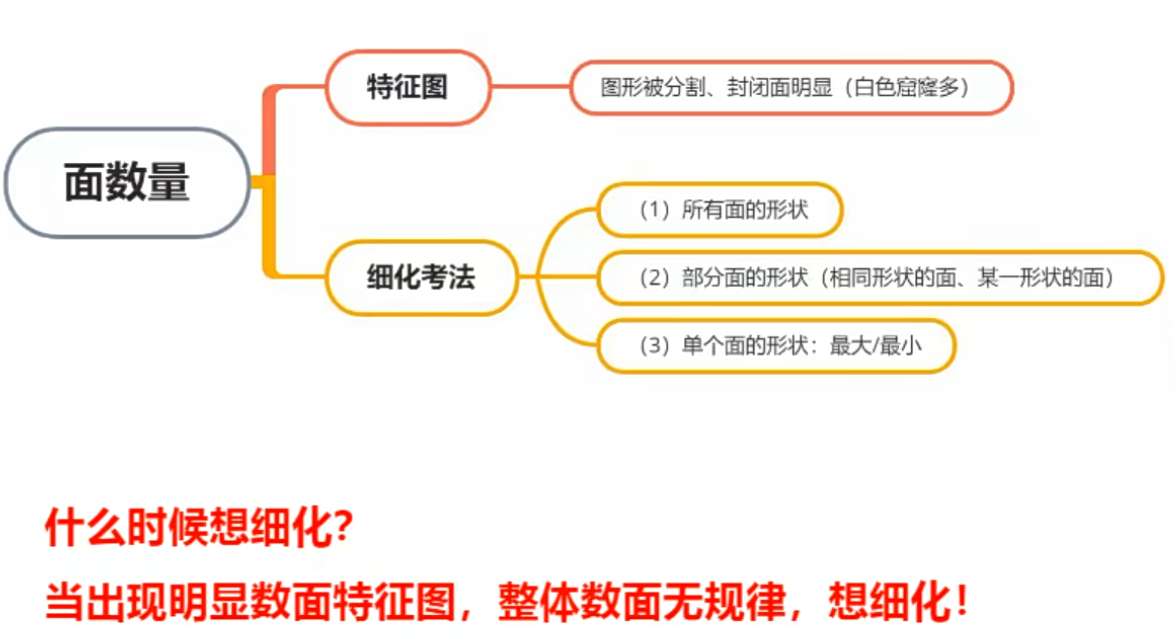 面数量
特征图
图形被分割、封闭面明显（白色窟窿多）
细化考法
（1）所有面的形状
（2）部分面的形状（相同形状的面、某一形状的面）
（3）单个面的形状：最大/最小
什么时候想细化？
当出现明显数面特征图，整体数面无规律，想细化！